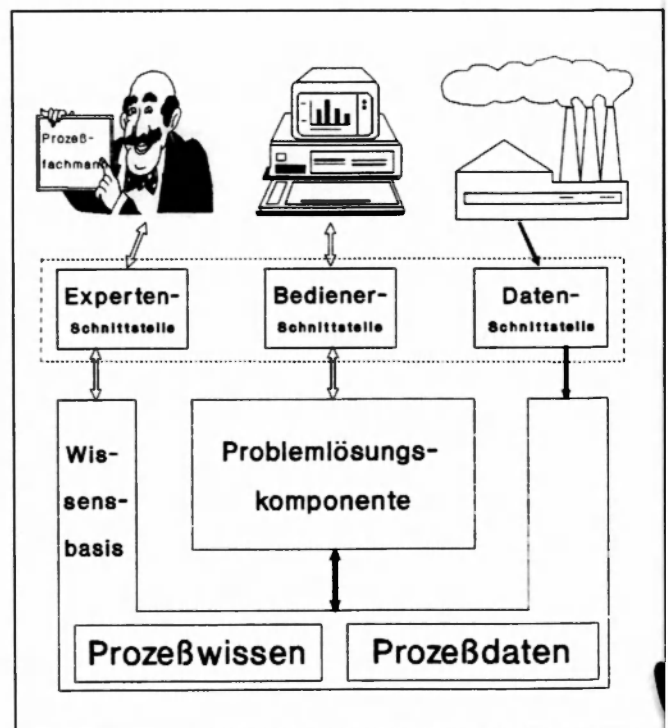 Prozeß-
fachmann
Experten-
Schnittstelle
Bediener-
Schnittstelle
Daten-
Schnittstelle
Wis-
sens-
basis
Problemlösungs-
komponente
Prozeßwissen
Prozeßdaten